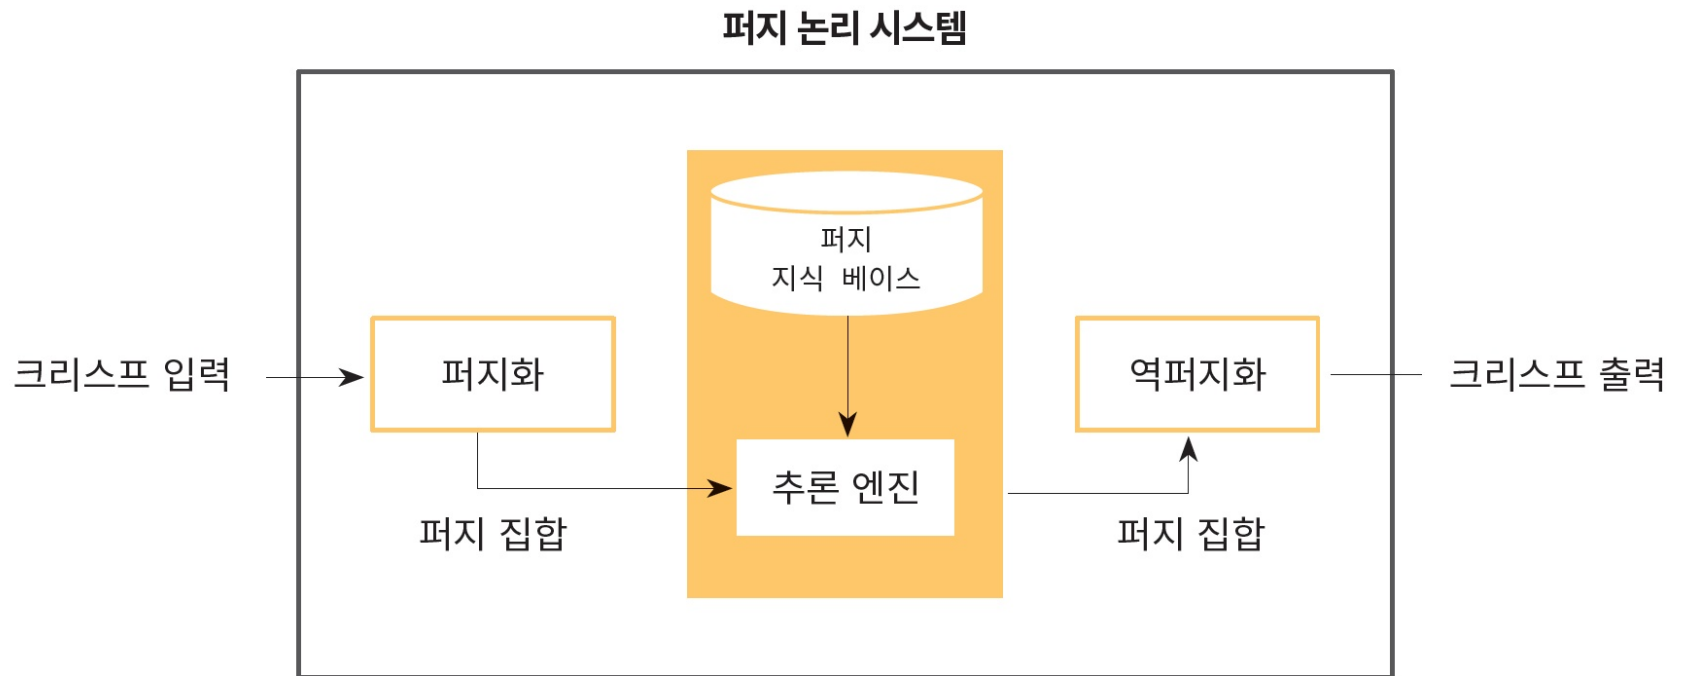 퍼지 논리 시스템
퍼지
지식 베이스
크리스프 입력
퍼지화
역퍼지화
크리스프 출력
추론 엔진
퍼지 집합
퍼지 집합